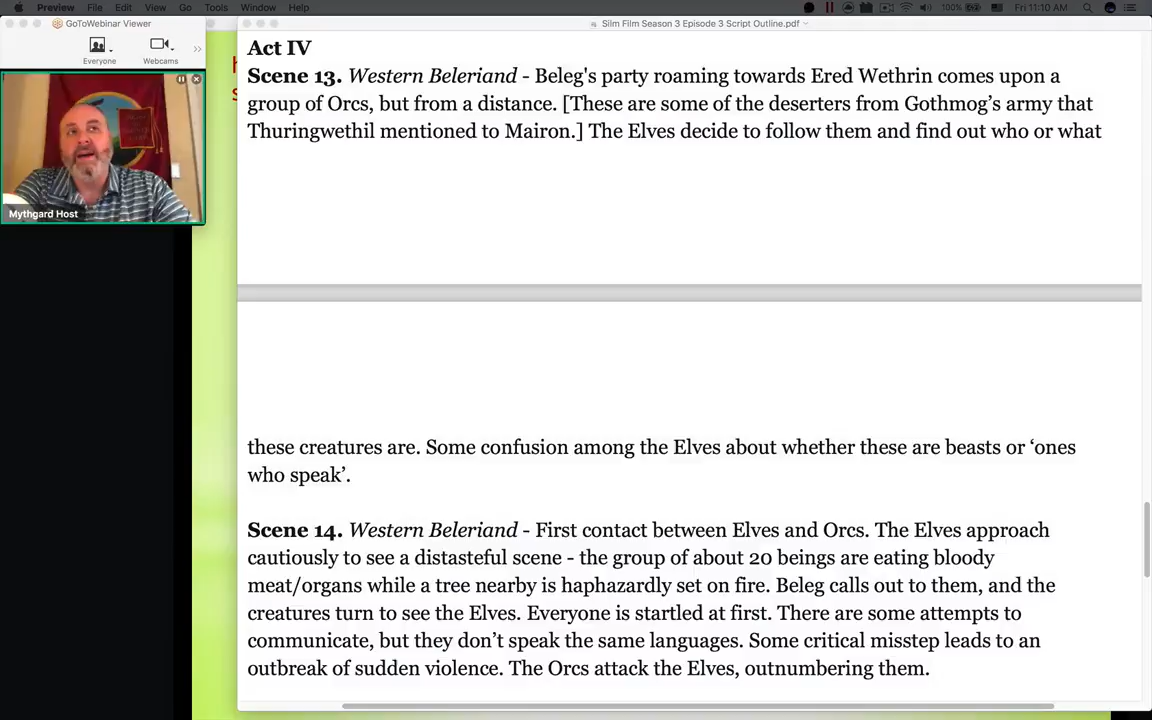 Preview File Edit View Go Tools Window Help
100% Fri 11:10 AM
GoToWebinar Viewer
Silm Film Season 3 Episode 3 Script Outline.pdf
Everyone Webcams
Mythgard Host
Act IV
Scene 13. Western Beleriand - Beleg's party roaming towards Ered Wethrin comes upon a
group of Orcs, but from a distance. [These are some of the deserters from Gothmog’s army that
Thuringwethil mentioned to Mairon.] The Elves decide to follow them and find out who or what
these creatures are. Some confusion among the Elves about whether these are beasts or ‘ones
who speak’.
Scene 14. Western Beleriand - First contact between Elves and Orcs. The Elves approach
cautiously to see a distasteful scene - the group of about 20 beings are eating bloody
meat/organs while a tree nearby is haphazardly set on fire. Beleg calls out to them, and the
creatures turn to see the Elves. Everyone is startled at first. There are some attempts to
communicate, but they don’t speak the same languages. Some critical misstep leads to an
outbreak of sudden violence. The Orcs attack the Elves, outnumbering them.